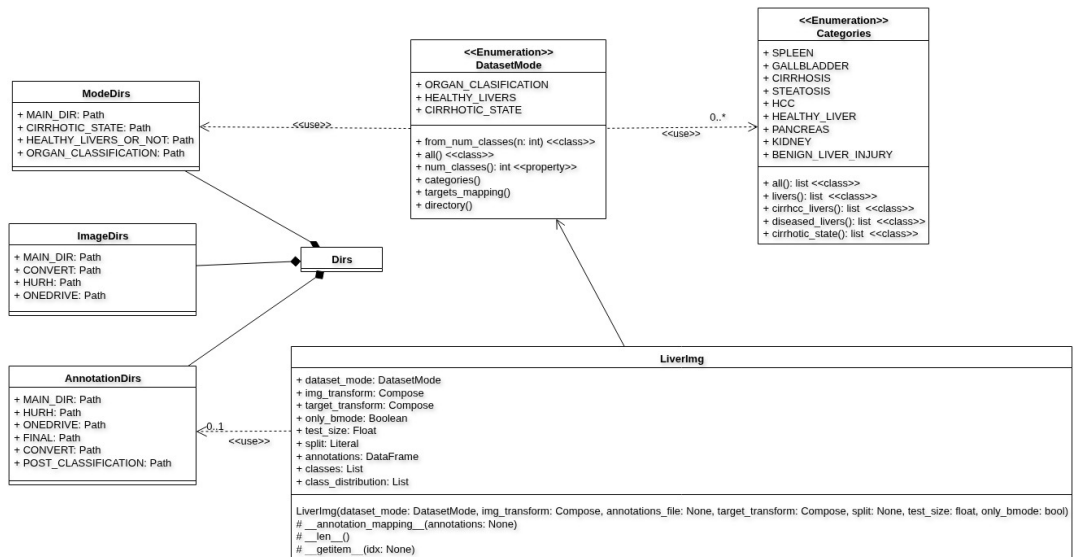 <<Enumeration>>
Categories
+ SPLEEN
+ GALLBLADDER
+ CIRRHOSIS
+ STEATOSIS
+ HCC
+ HEALTHY_LIVER
+ PANCREAS
+ KIDNEY
+ BENIGN_LIVER_INJURY
+ all(): list <<class>>
+ livers(): list <<class>>
+ cirrhcc_livers(): list <<class>>
+ diseased_livers(): list <<class>>
+ cirrhotic_state(): list <<class>>
<<Enumeration>>
DatasetMode
+ ORGAN_CLASIFICATION
+ HEALTHY_LIVERS
+ CIRRHOTIC_STATE
+ from_num_classes(n: int) <<class>>
+ all() <<class>>
+ num_classes(): int <<property>>
+ categories()
+ targets_mapping()
+ directory()
0..*
<<use>>
<<use>>
ModeDirs
+ MAIN_DIR: Path
+ CIRRHOTIC_STATE: Path
+ HEALTHY_LIVERS_OR_NOT: Path
+ ORGAN_CLASSIFICATION: Path
ImageDirs
+ MAIN_DIR: Path
+ CONVERT: Path
+ HURH: Path
+ ONEDRIVE: Path
Dirs
AnnotationDirs
+ MAIN_DIR: Path
+ HURH: Path
+ ONEDRIVE: Path
+ FINAL: Path
+ CONVERT: Path
+ POST_CLASSIFICATION: Path
0..1
<<use>>
LiverImg
+ dataset_mode: DatasetMode
+ img_transform: Compose
+ target_transform: Compose
+ only_bmode: Boolean
+ test_size: Float
+ split: Literal
+ annotations: DataFrame
+ classes: List
+ class_distribution: List
LiverImg(dataset_mode: DatasetMode, img_transform: Compose, annotations_file: None, target_transform: Compose, split: None, test_size: float, only_bmode: bool)
# __annotation_mapping__(annotations: None)
# __len__()
# __getitem__(idx: None)